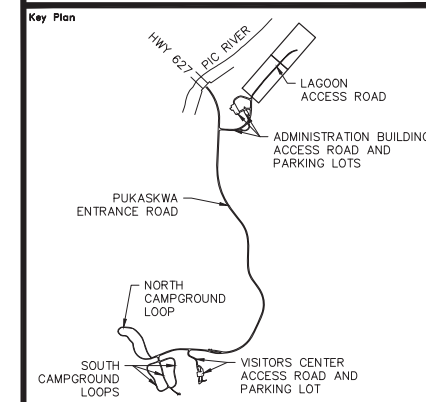 Key Plan
HWY 627
PIC RIVER
LAGOON
ACCESS ROAD
ADMINISTRATION BUILDING
ACCESS ROAD AND
PARKING LOTS
PUKASKWA
ENTRANCE ROAD
NORTH
CAMPGROUND
LOOP
SOUTH
CAMPGROUND
LOOPS
VISITORS CENTER
ACCESS ROAD AND
PARKING LOT